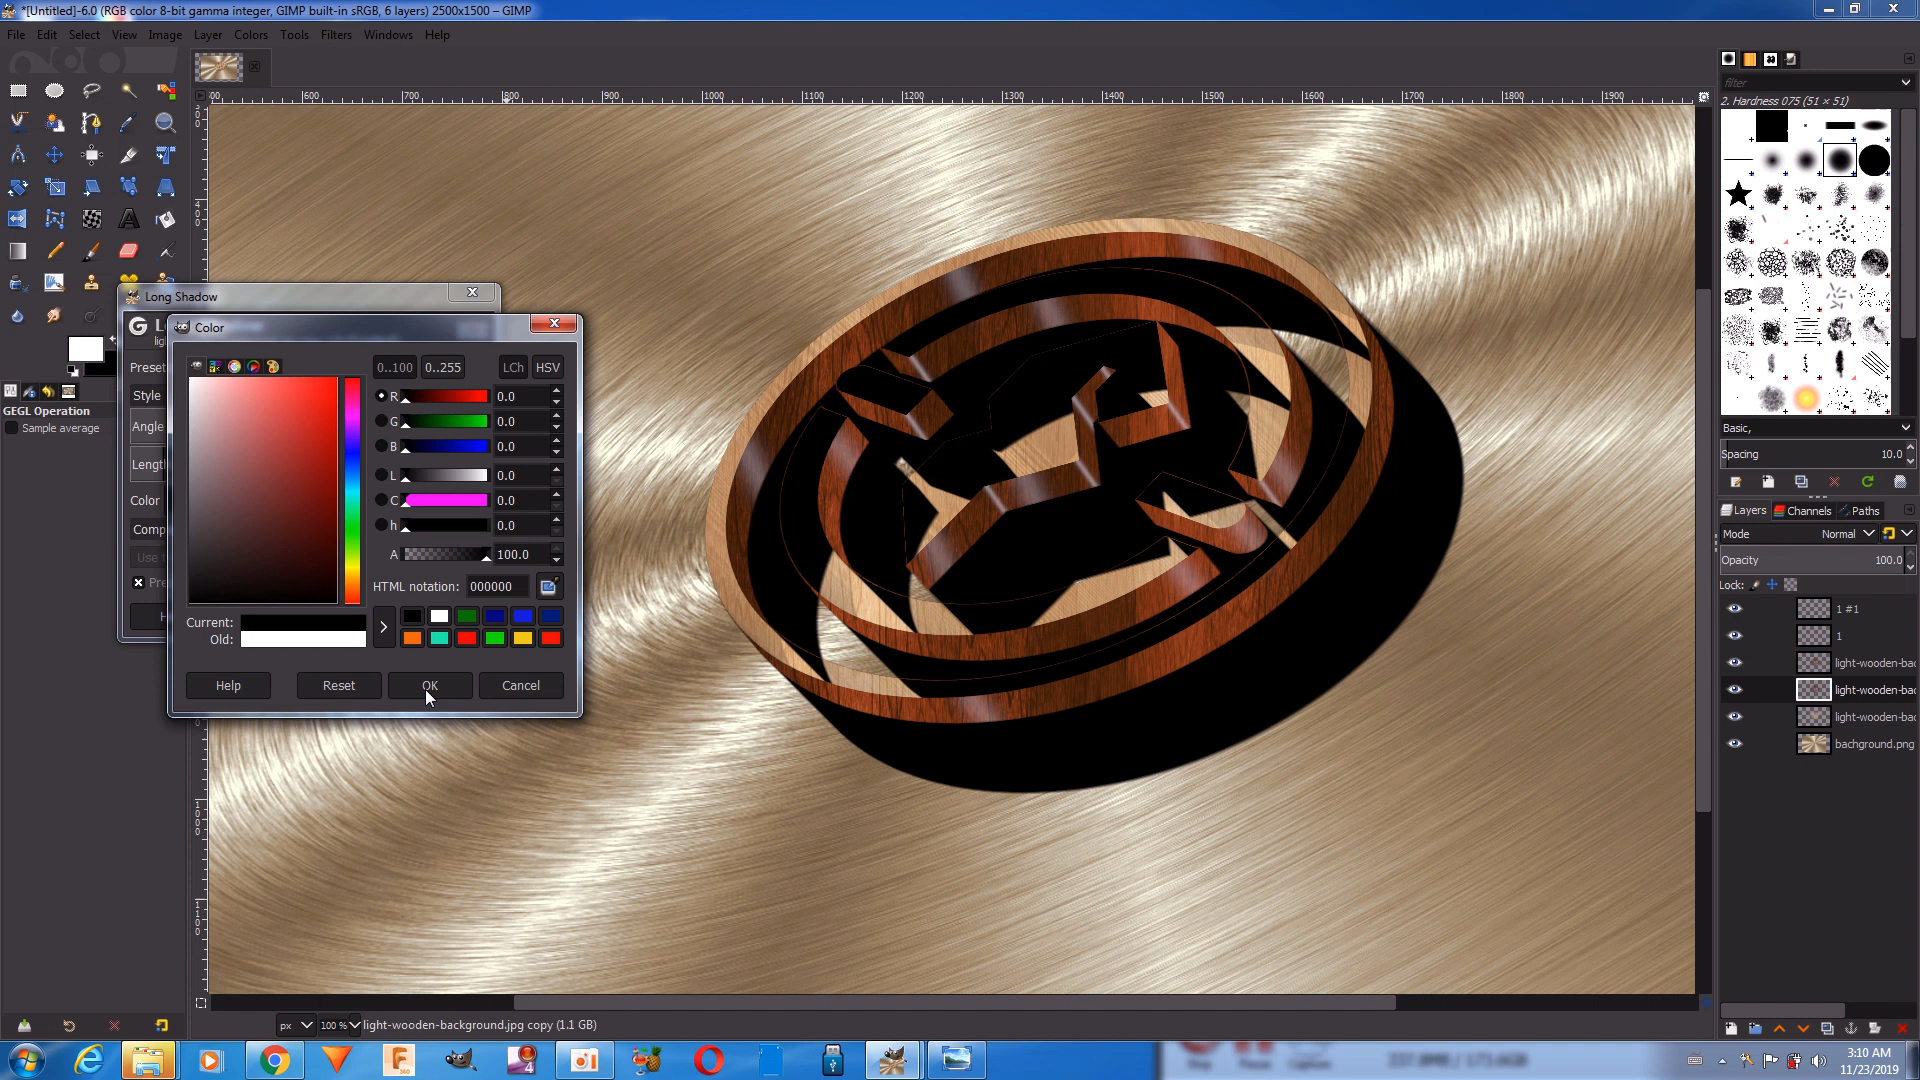 *[Untitled]-6.0 (RGB color 8-bit gamma integer, GIMP built-in sRGB, 6 layers) 2500x1500 – GIMP
File Edit Select View Image Layer Colors Tools Filters Windows Help
filter
2. Hardness 075 (51 × 51)
600 700 800 900 1000 1100 1200 1300 1400 1500 1600 1700 1800 1900
Long Shadow
Color
Preset
Style
Angle
Length
Color
0..100 0..255 LCh HSV
R 0.0
G 0.0
B 0.0
L 0.0
C 0.0
h 0.0
A 100.0
HTML notation: 000000
Current:
Old:
Help Reset OK Cancel
GEGL Operation
Sample average
Basic,
Spacing 10.0
Layers Channels Paths
Mode Normal
Opacity 100.0
Lock:
1 #1
1
light-wooden-bac
light-wooden-bac
light-wooden-bac
bachground.png
px 100 % light-wooden-background.jpg copy (1.1 GB)
3:10 AM
11/23/2019